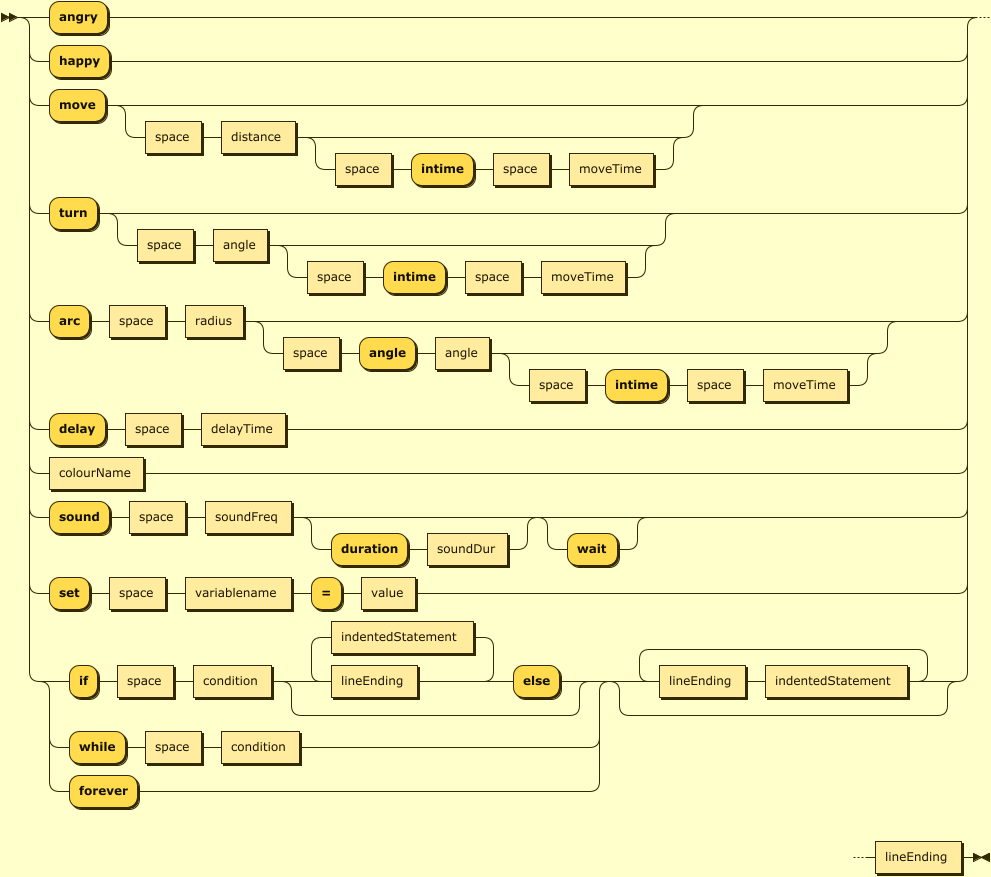 angry
happy
move
space distance
space intime space moveTime
turn
space angle
space intime space moveTime
arc space radius
space angle angle
space intime space moveTime
delay space delayTime
colourName
sound space soundFreq
duration soundDur wait
set space variablename = value
indentedStatement
if space condition lineEnding else lineEnding indentedStatement
while space condition
forever
lineEnding